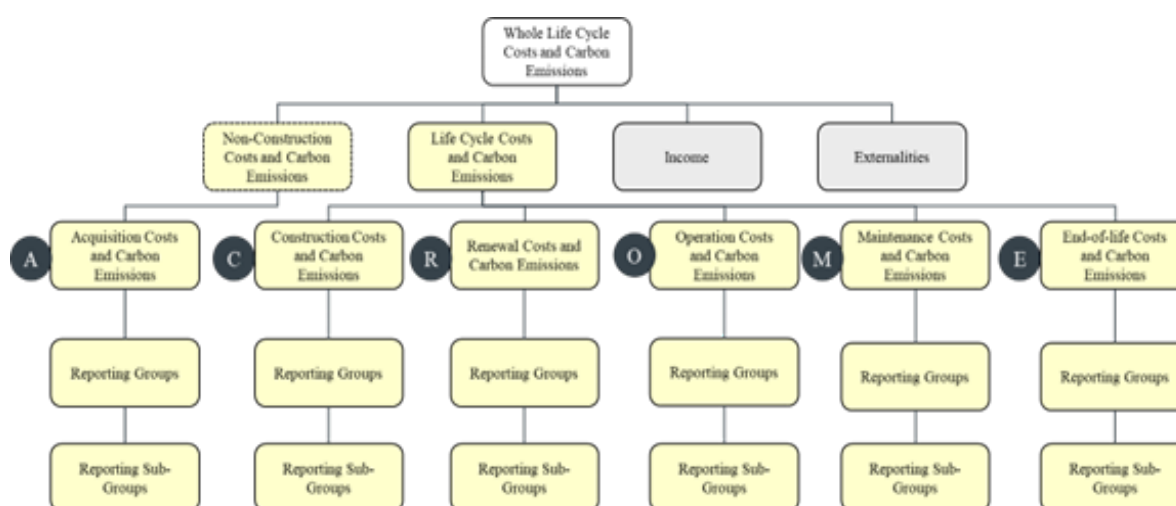 Whole Life Cycle
Costs and Carbon
Emissions
Non-Construction
Costs and Carbon
Emissions
Life Cycle Costs
and Carbon
Emissions
Income
Externalities
A
Acquisition Costs
and Carbon
Emissions
C
Construction Costs
and Carbon
Emissions
R
Renewal Costs and
Carbon Emissions
O
Operation Costs
and Carbon
Emissions
M
Maintenance Costs
and Carbon
Emissions
E
End-of-life Costs
and Carbon
Emissions
Reporting Groups
Reporting Groups
Reporting Groups
Reporting Groups
Reporting Groups
Reporting Groups
Reporting Sub-
Groups
Reporting Sub-
Groups
Reporting Sub-
Groups
Reporting Sub-
Groups
Reporting Sub-
Groups
Reporting Sub-
Groups